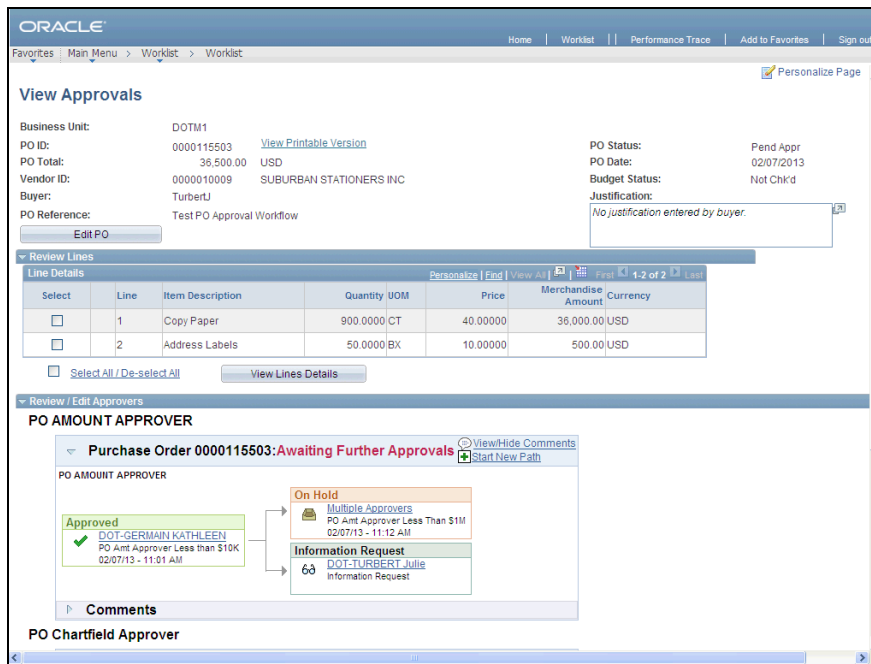 ORACLE
Home | Worklist | | Performance Trace | Add to Favorites | Sign out
Favorites Main Menu > Worklist > Worklist
Personalize Page
View Approvals
Business Unit: DOTM1
PO ID: 0000115503 View Printable Version PO Status: Pend Appr
PO Total: 36,500.00 USD PO Date: 02/07/2013
Vendor ID: 0000010009 SUBURBAN STATIONERS INC Budget Status: Not Chk'd
Buyer: TurbertJ Justification:
PO Reference: Test PO Approval Workflow No justification entered by buyer.
Edit PO
Review Lines
Line Details Personalize | Find | View All | | First 1-2 of 2 Last
Select Line Item Description Quantity UOM Price Merchandise Amount Currency
1 Copy Paper 900.0000 CT 40.00000 36,000.00 USD
2 Address Labels 50.0000 BX 10.00000 500.00 USD
Select All / De-select All View Lines Details
Review / Edit Approvers
PO AMOUNT APPROVER
Purchase Order 0000115503:Awaiting Further Approvals View/Hide Comments
Start New Path
PO AMOUNT APPROVER
Approved
DOT-GERMAIN KATHLEEN
PO Amt Approver Less than $10K
02/07/13 - 11:01 AM
On Hold
Multiple Approvers
PO Amt Approver Less Than $1M
02/07/13 - 11:12 AM
Information Request
DOT-TURBERT Julie
Information Request
Comments
PO Chartfield Approver